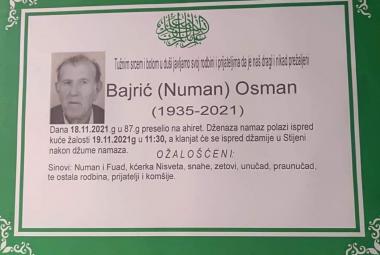 Tužnim srcem i bolom u duši javljamo svoj rodbini i prijateljima da je naš dragi i nikad prežaljeni
Bajrić (Numan) Osman
(1935-2021)
Dana 18.11.2021.g u 87.g preselio na ahiret. Dženaza namaz polazi ispred
kuće žalosti 19.11.2021g u 11:30, a klanjat će se ispred džamije u Stijeni
nakon džume namaza.
OŽALOŠĆENI:
Sinovi: Numan i Fuad, kćerka Nisveta, snahe, zetovi, unučad, praunučad,
te ostala rodbina, prijatelji i komšije.